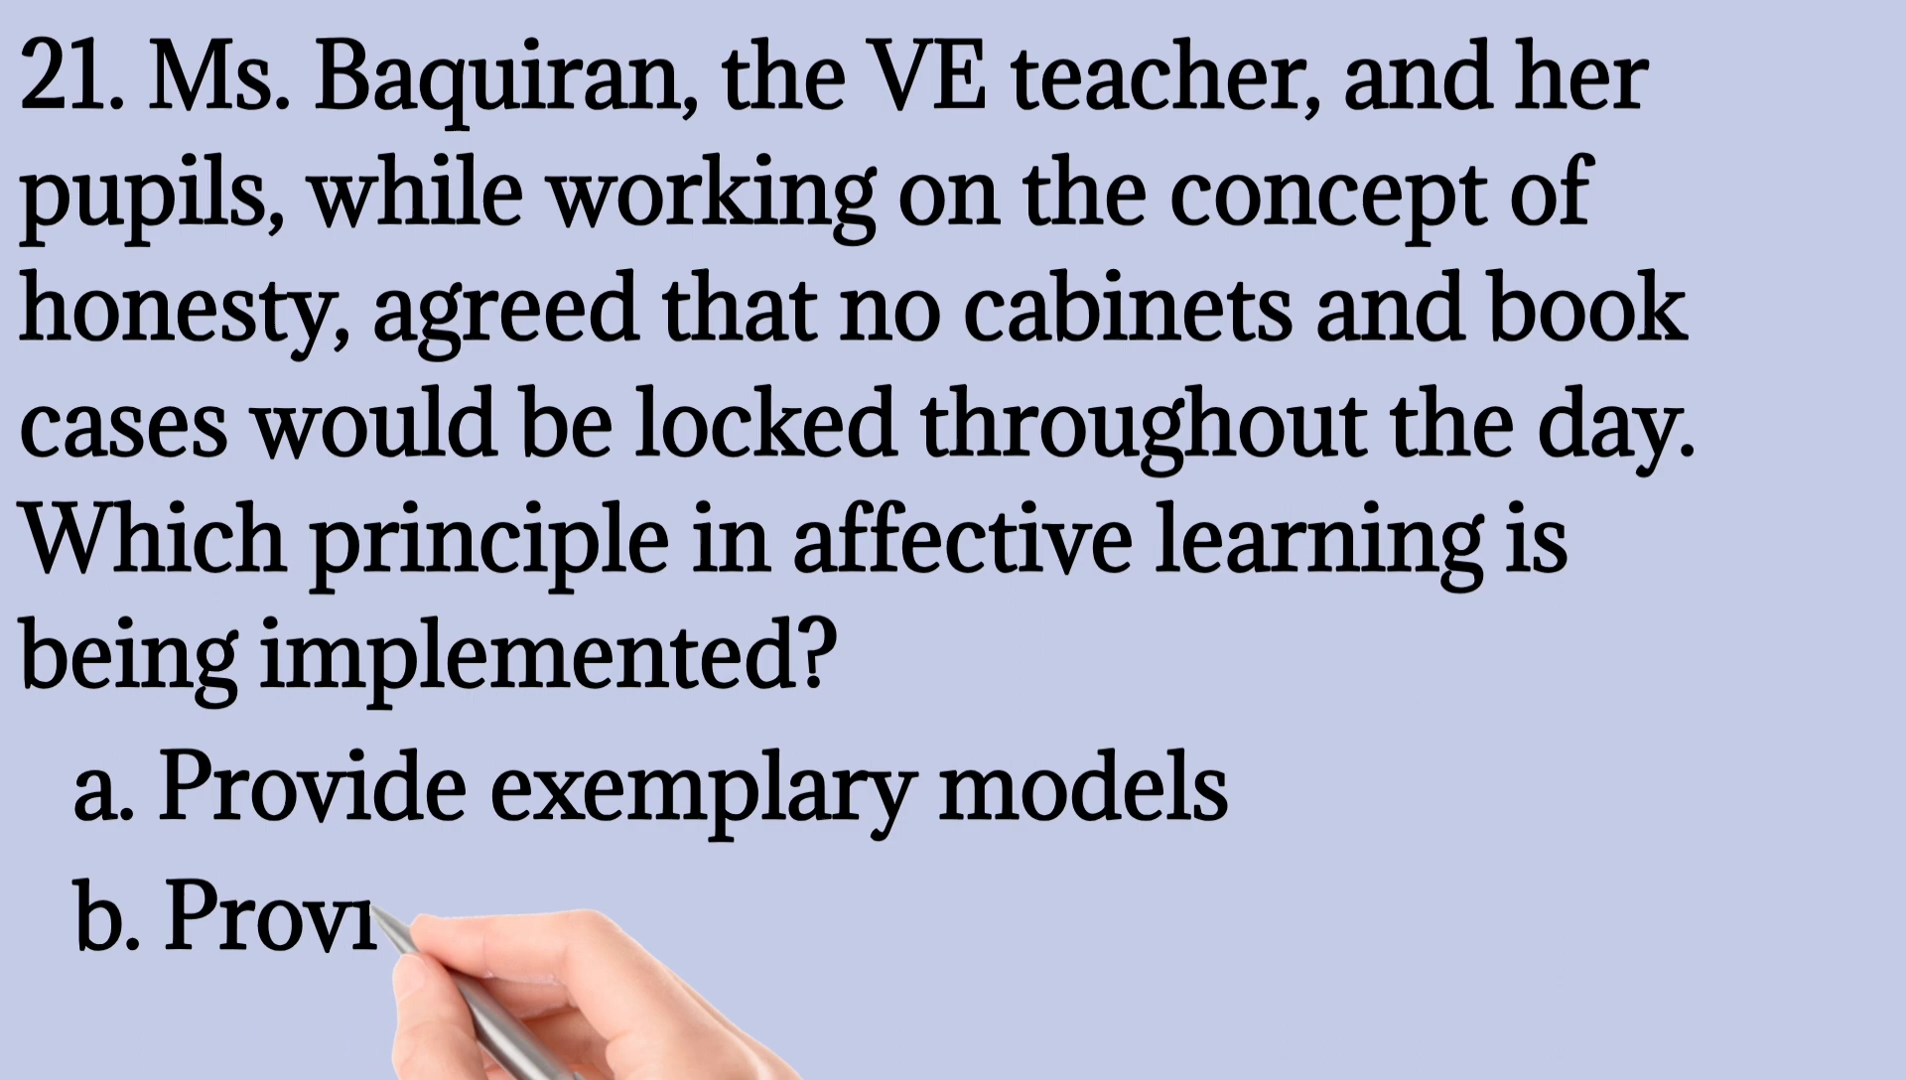 21. Ms. Baquiran, the VE teacher, and her
pupils, while working on the concept of
honesty, agreed that no cabinets and book
cases would be locked throughout the day.
Which principle in affective learning is
being implemented?
a. Provide exemplary models
b. Provi